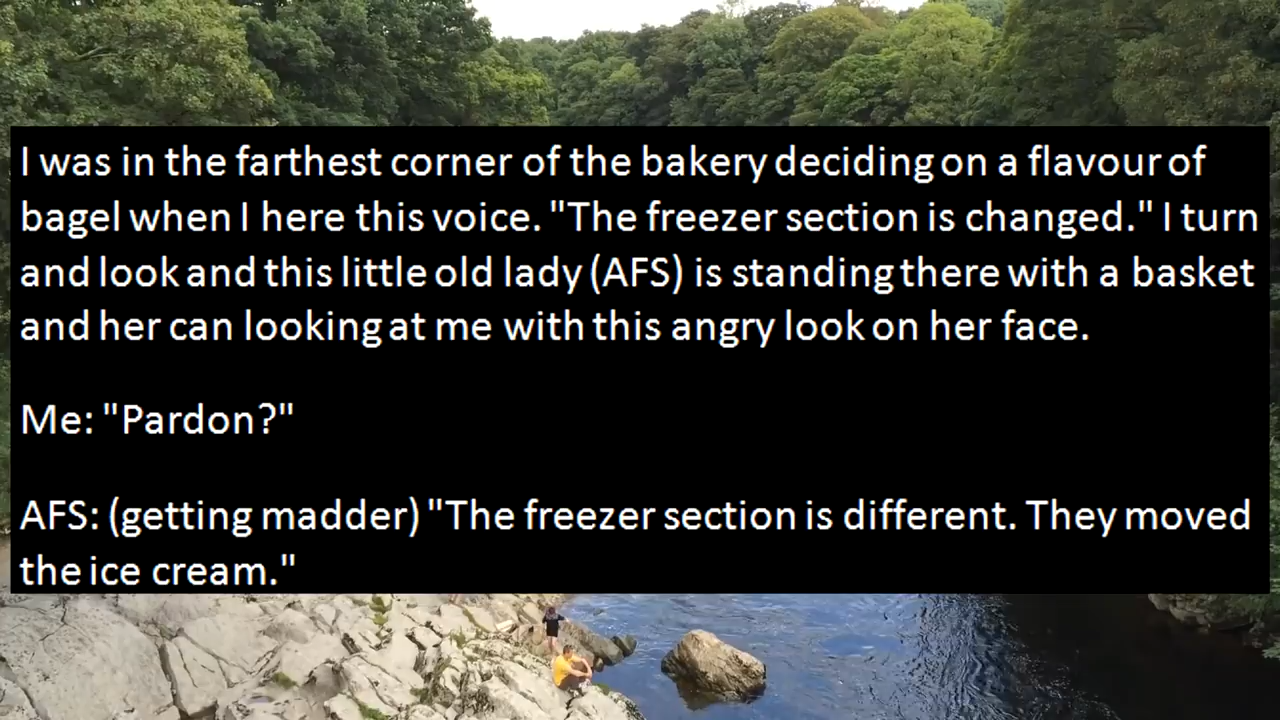 I was in the farthest corner of the bakery deciding on a flavour of
bagel when I here this voice. "The freezer section is changed." I turn
and look and this little old lady (AFS) is standing there with a basket
and her can looking at me with this angry look on her face.
Me: "Pardon?"
AFS: (getting madder) "The freezer section is different. They moved
the ice cream."